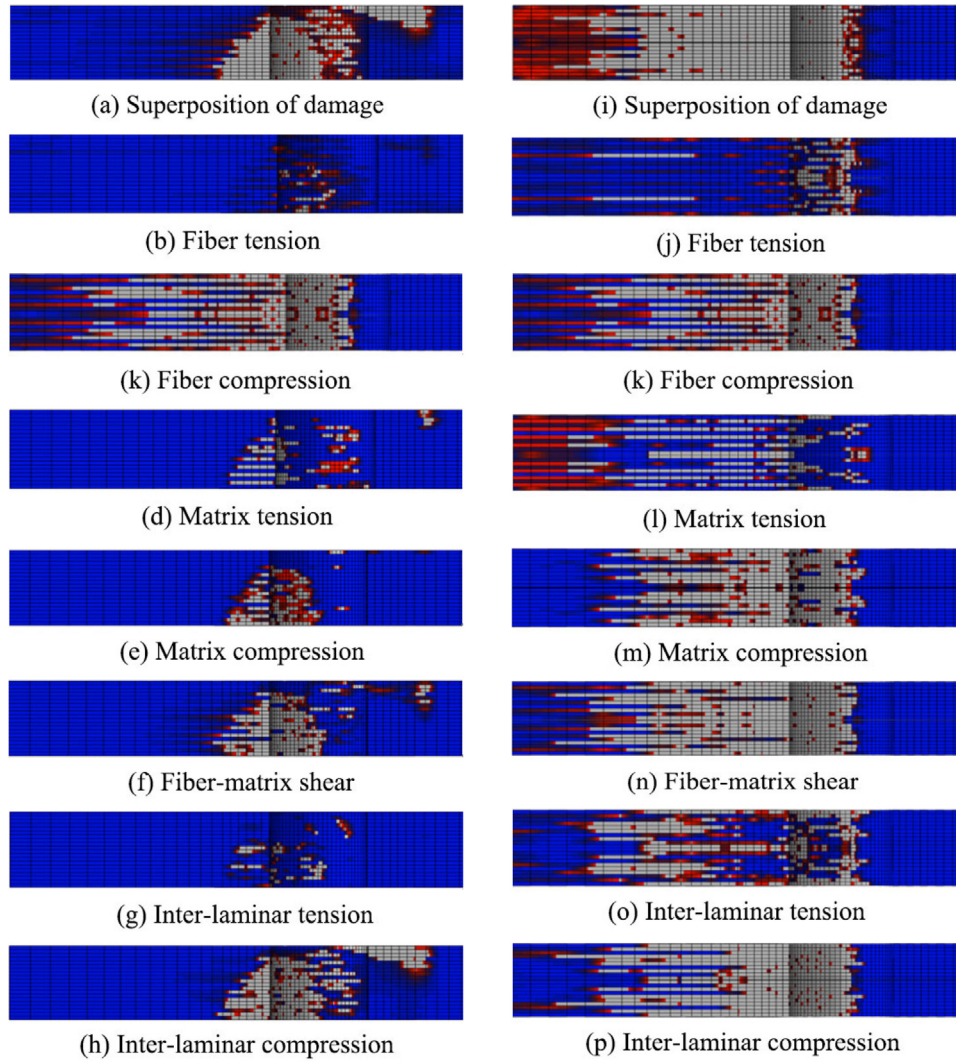 (a) Superposition of damage
(i) Superposition of damage
(b) Fiber tension
(j) Fiber tension
(k) Fiber compression
(k) Fiber compression
(d) Matrix tension
(l) Matrix tension
(e) Matrix compression
(m) Matrix compression
(f) Fiber-matrix shear
(n) Fiber-matrix shear
(g) Inter-laminar tension
(o) Inter-laminar tension
(h) Inter-laminar compression
(p) Inter-laminar compression